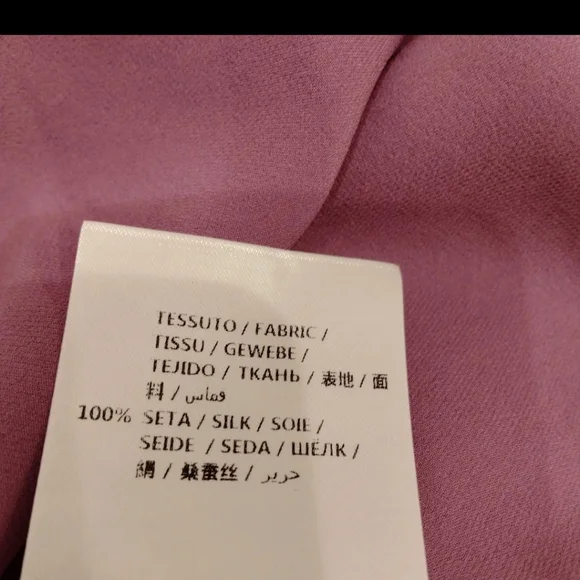 TESSUTO / FABRIC /
TISSU / GEWEBE /
TEJIDO / ТКАНЬ / 表地 / 面
料 / قماس
100% SETA / SILK / SOIE /
SEIDE / SEDA / ШЁЛК /
絹 / 桑蚕丝 / حرير